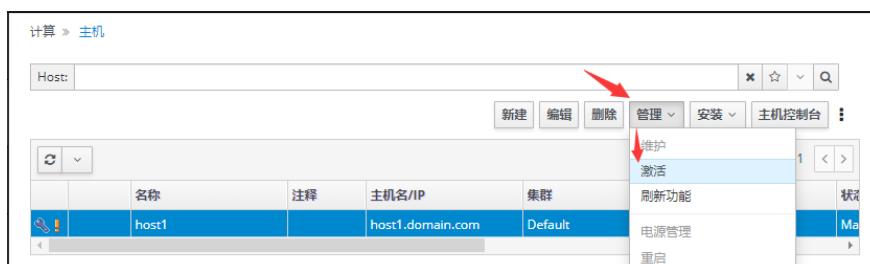 计算 » 主机
Host:
新建 编辑 删除 管理 安装 主机控制台
维护
1
激活
刷新功能
名称 注释 主机名/IP 集群 状态
host1 host1.domain.com Default Ma
电源管理
重启